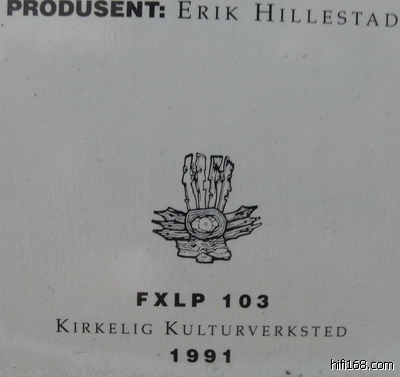 PRODUSENT: ERIK HILLESTAD
FXLP 103
KIRKELIG KULTURVERKSTED
1991
hifi168.com